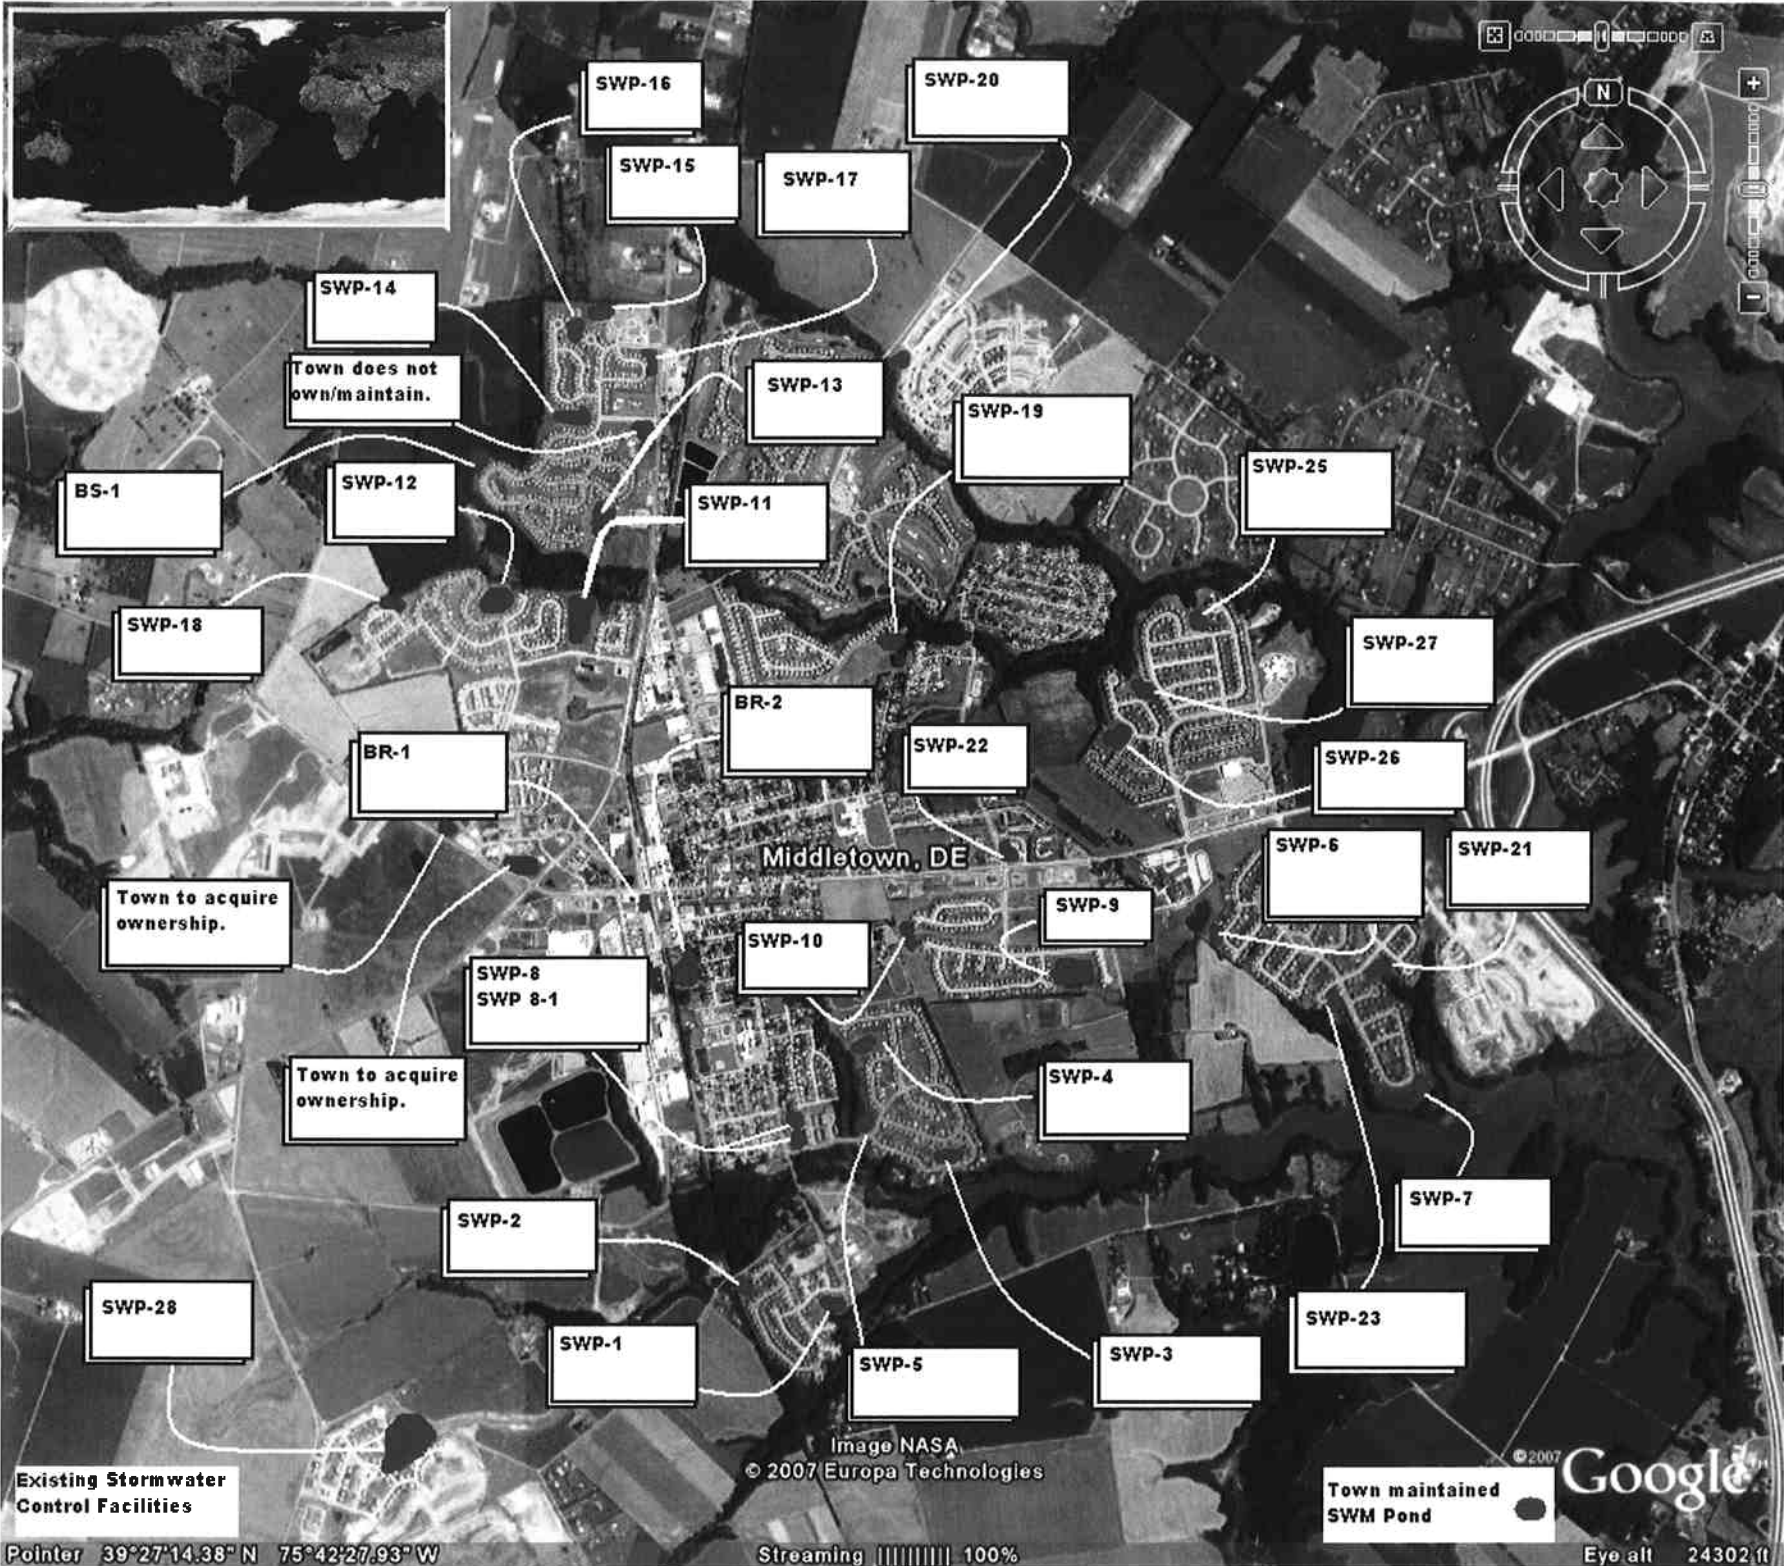 SWP-16
SWP-20
SWP-15
SWP-17
N
SWP-14
Town does not
own/maintain.
SWP-13
SWP-19
SWP-25
BS-1
SWP-12
SWP-11
SWP-18
SWP-27
BR-2
BR-1
SWP-22
SWP-26
SWP-6
SWP-21
Middletown, DE
Town to acquire
ownership.
SWP-9
SWP-10
SWP-8
SWP 8-1
Town to acquire
ownership.
SWP-4
SWP-7
SWP-2
SWP-28
SWP-23
SWP-1
SWP-5
SWP-3
Image NASA
© 2007 Europa Technologies
©2007 Google™
Existing Stormwater
Control Facilities
Town maintained
SWM Pond
Pointer 39°27'14.38" N 75°42'27.93" W
Streaming |||||||||| 100%
Eye alt 24302 ft